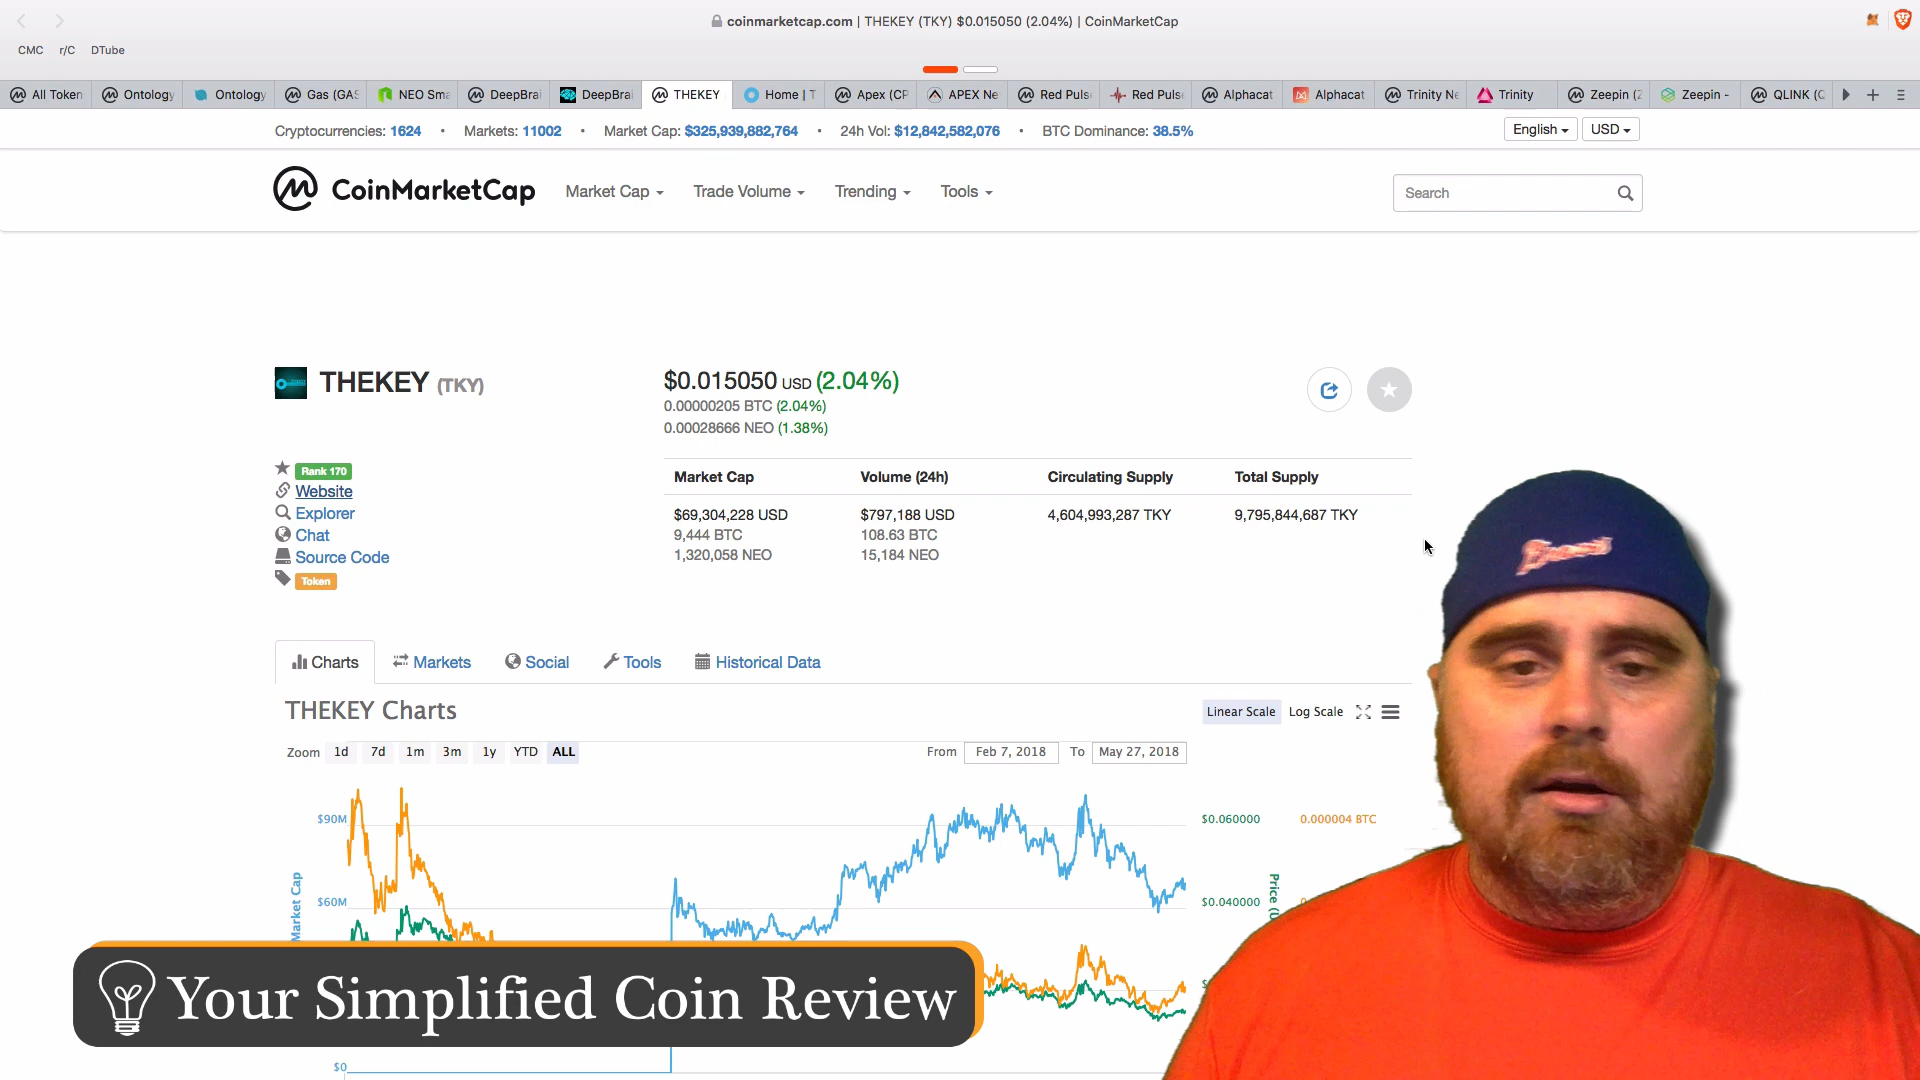 coinmarketcap.com | THEKEY (TKY) $0.015050 (2.04%) | CoinMarketCap
CMC r/C DTube
All Token Ontology Ontology Gas (GAS NEO Sma DeepBrai DeepBrai THEKEY Home | T Apex (CP APEX Ne Red Puls Red Puls Alphacat Alphacat Trinity Ne Trinity Zeepin (Z Zeepin - QLINK (Q
Cryptocurrencies: 1624 • Markets: 11002 • Market Cap: $325,939,882,764 • 24h Vol: $12,842,582,076 • BTC Dominance: 38.5%
English USD
CoinMarketCap Market Cap Trade Volume Trending Tools Search
THEKEY (TKY)
$0.015050 USD (2.04%)
0.00000205 BTC (2.04%)
0.00028666 NEO (1.38%)
Rank 170
Website
Explorer
Chat
Source Code
Token
Market Cap Volume (24h) Circulating Supply Total Supply
$69,304,228 USD $797,188 USD 4,604,993,287 TKY 9,795,844,687 TKY
9,444 BTC 108.63 BTC
1,320,058 NEO 15,184 NEO
Charts Markets Social Tools Historical Data
THEKEY Charts
Linear Scale Log Scale
Zoom 1d 7d 1m 3m 1y YTD ALL From Feb 7, 2018 To May 27, 2018
$90M $0.060000 0.000004 BTC
$60M $0.040000
Market Cap
Price (U
$0
Your Simplified Coin Review